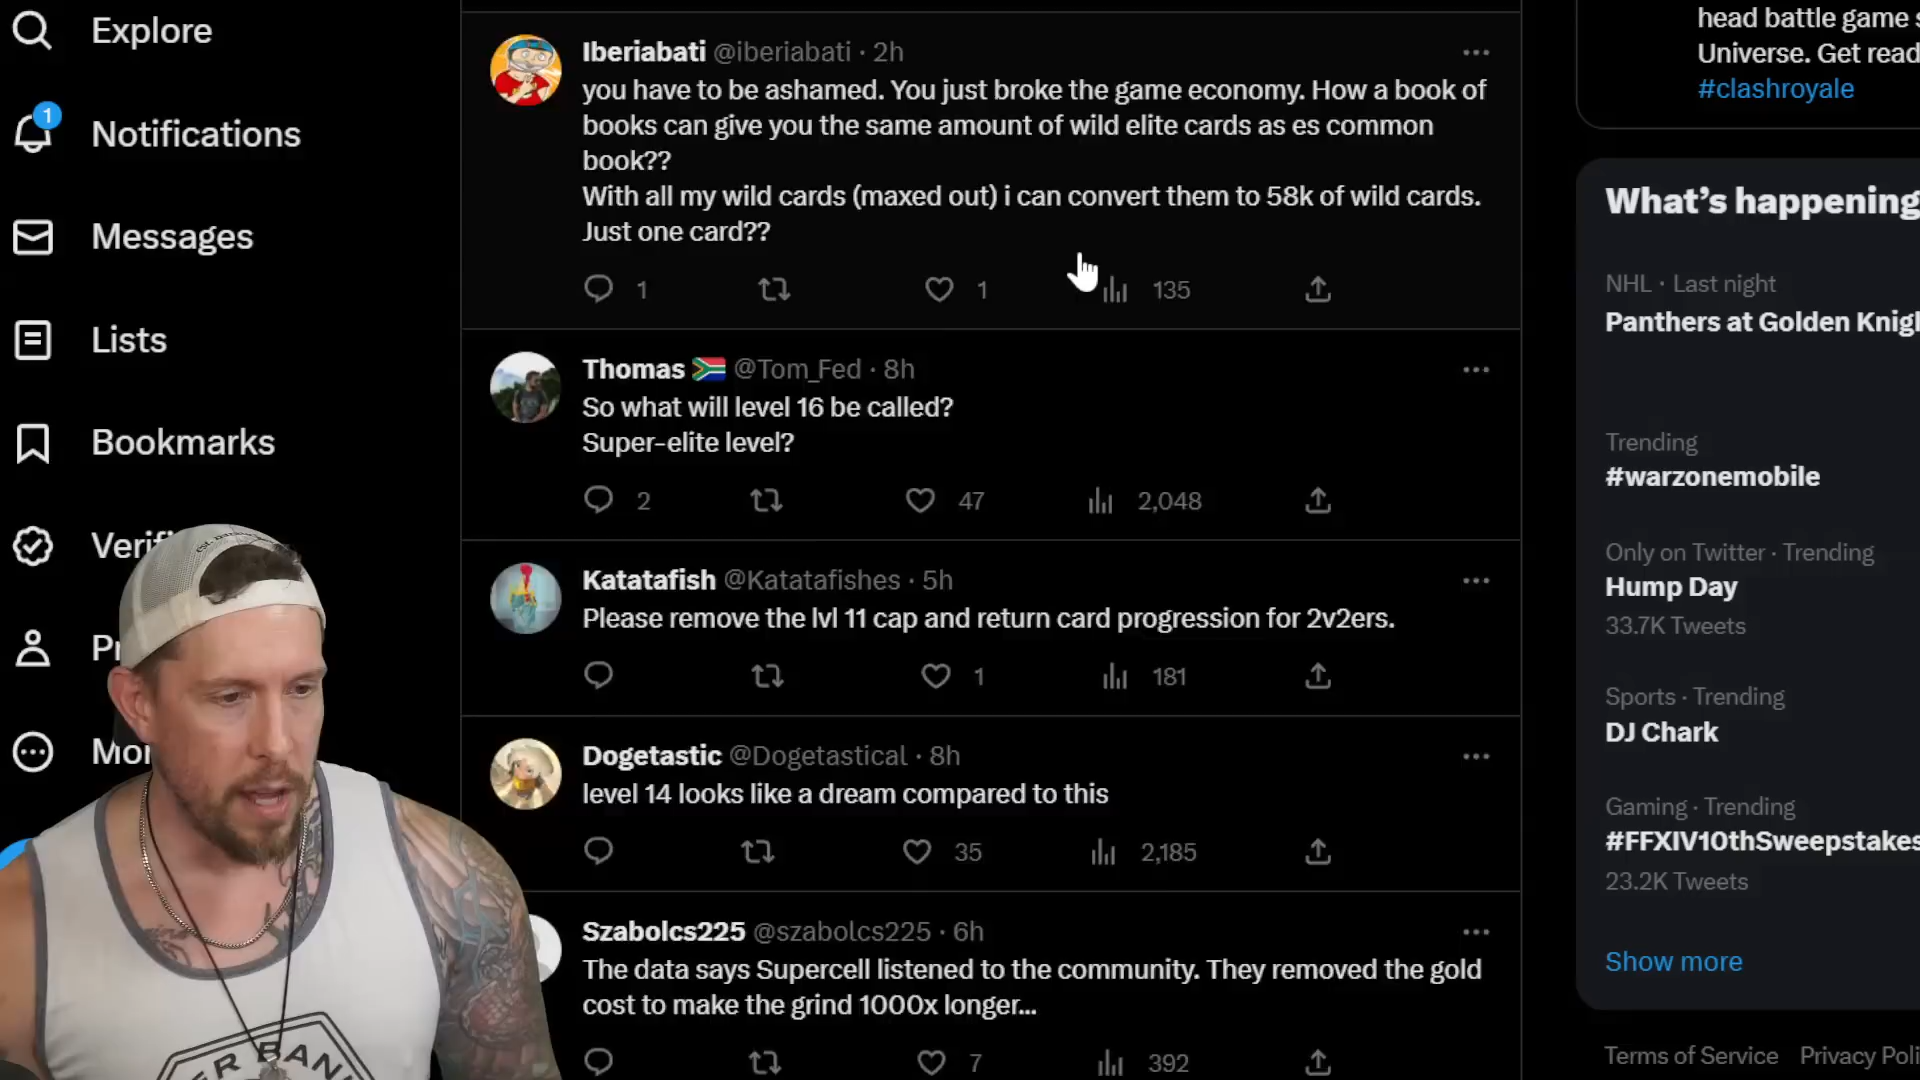 Explore
1
Notifications
Messages
Lists
Bookmarks
Iberiabati @iberiabati · 2h
you have to be ashamed. You just broke the game economy. How a book of
books can give you the same amount of wild elite cards as es common
book??
With all my wild cards (maxed out) i can convert them to 58k of wild cards.
Just one card??
1
1
135
Thomas 🇿🇦 @Tom_Fed · 8h
So what will level 16 be called?
Super-elite level?
2
47
2,048
Katatafish @Katatafishes · 5h
Please remove the lvl 11 cap and return card progression for 2v2ers.
1
181
Dogetastic @Dogetastical · 8h
level 14 looks like a dream compared to this
35
2,185
Szabolcs225 @szabolcs225 · 6h
The data says Supercell listened to the community. They removed the gold
cost to make the grind 1000x longer...
7
392
head battle game
Universe. Get read
#clashroyale
What's happening
NHL · Last night
Panthers at Golden Knigh
Trending
#warzonemobile
Only on Twitter · Trending
Hump Day
33.7K Tweets
Sports · Trending
DJ Chark
Gaming · Trending
#FFXIV10thSweepstakes
23.2K Tweets
Show more
Terms of Service Privacy Poli